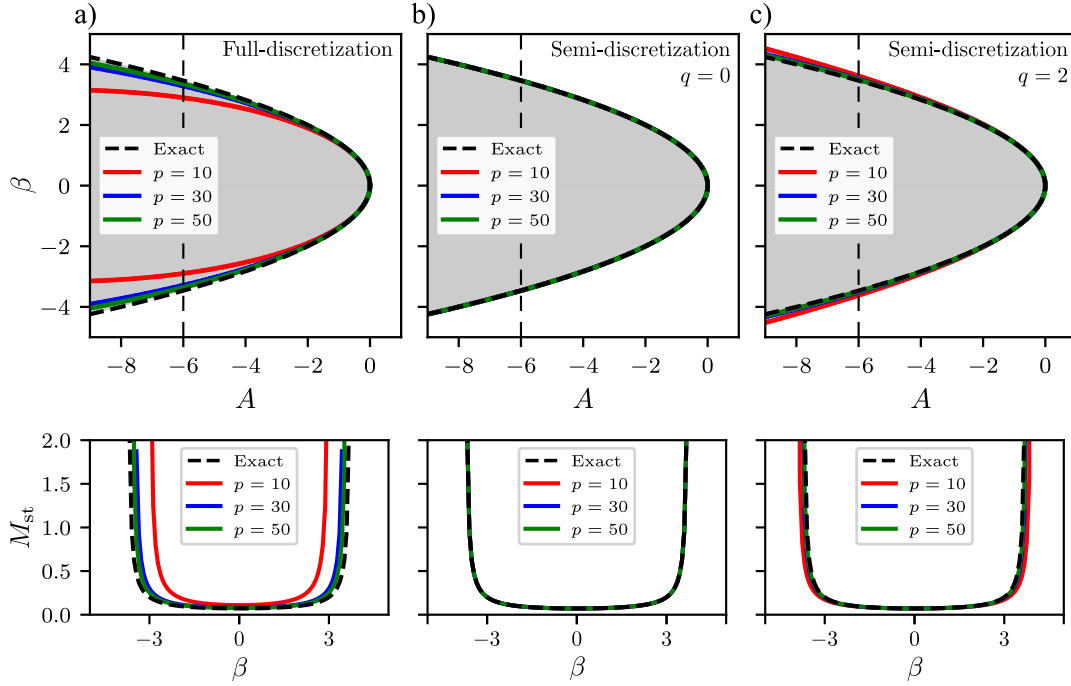 a)
Full-discretization
4
2
0
−2
−4
β
Exact
p = 10
p = 30
p = 50
−8
−6
−4
−2
0
A
b)
Semi-discretization
q = 0
Exact
p = 10
p = 30
p = 50
−8
−6
−4
−2
0
A
c)
Semi-discretization
q = 2
Exact
p = 10
p = 30
p = 50
−8
−6
−4
−2
0
A
2.0
1.5
1.0
0.5
0.0
M_st
Exact
p = 10
p = 30
p = 50
−3
0
3
β
Exact
p = 10
p = 30
p = 50
−3
0
3
β
Exact
p = 10
p = 30
p = 50
−3
0
3
β